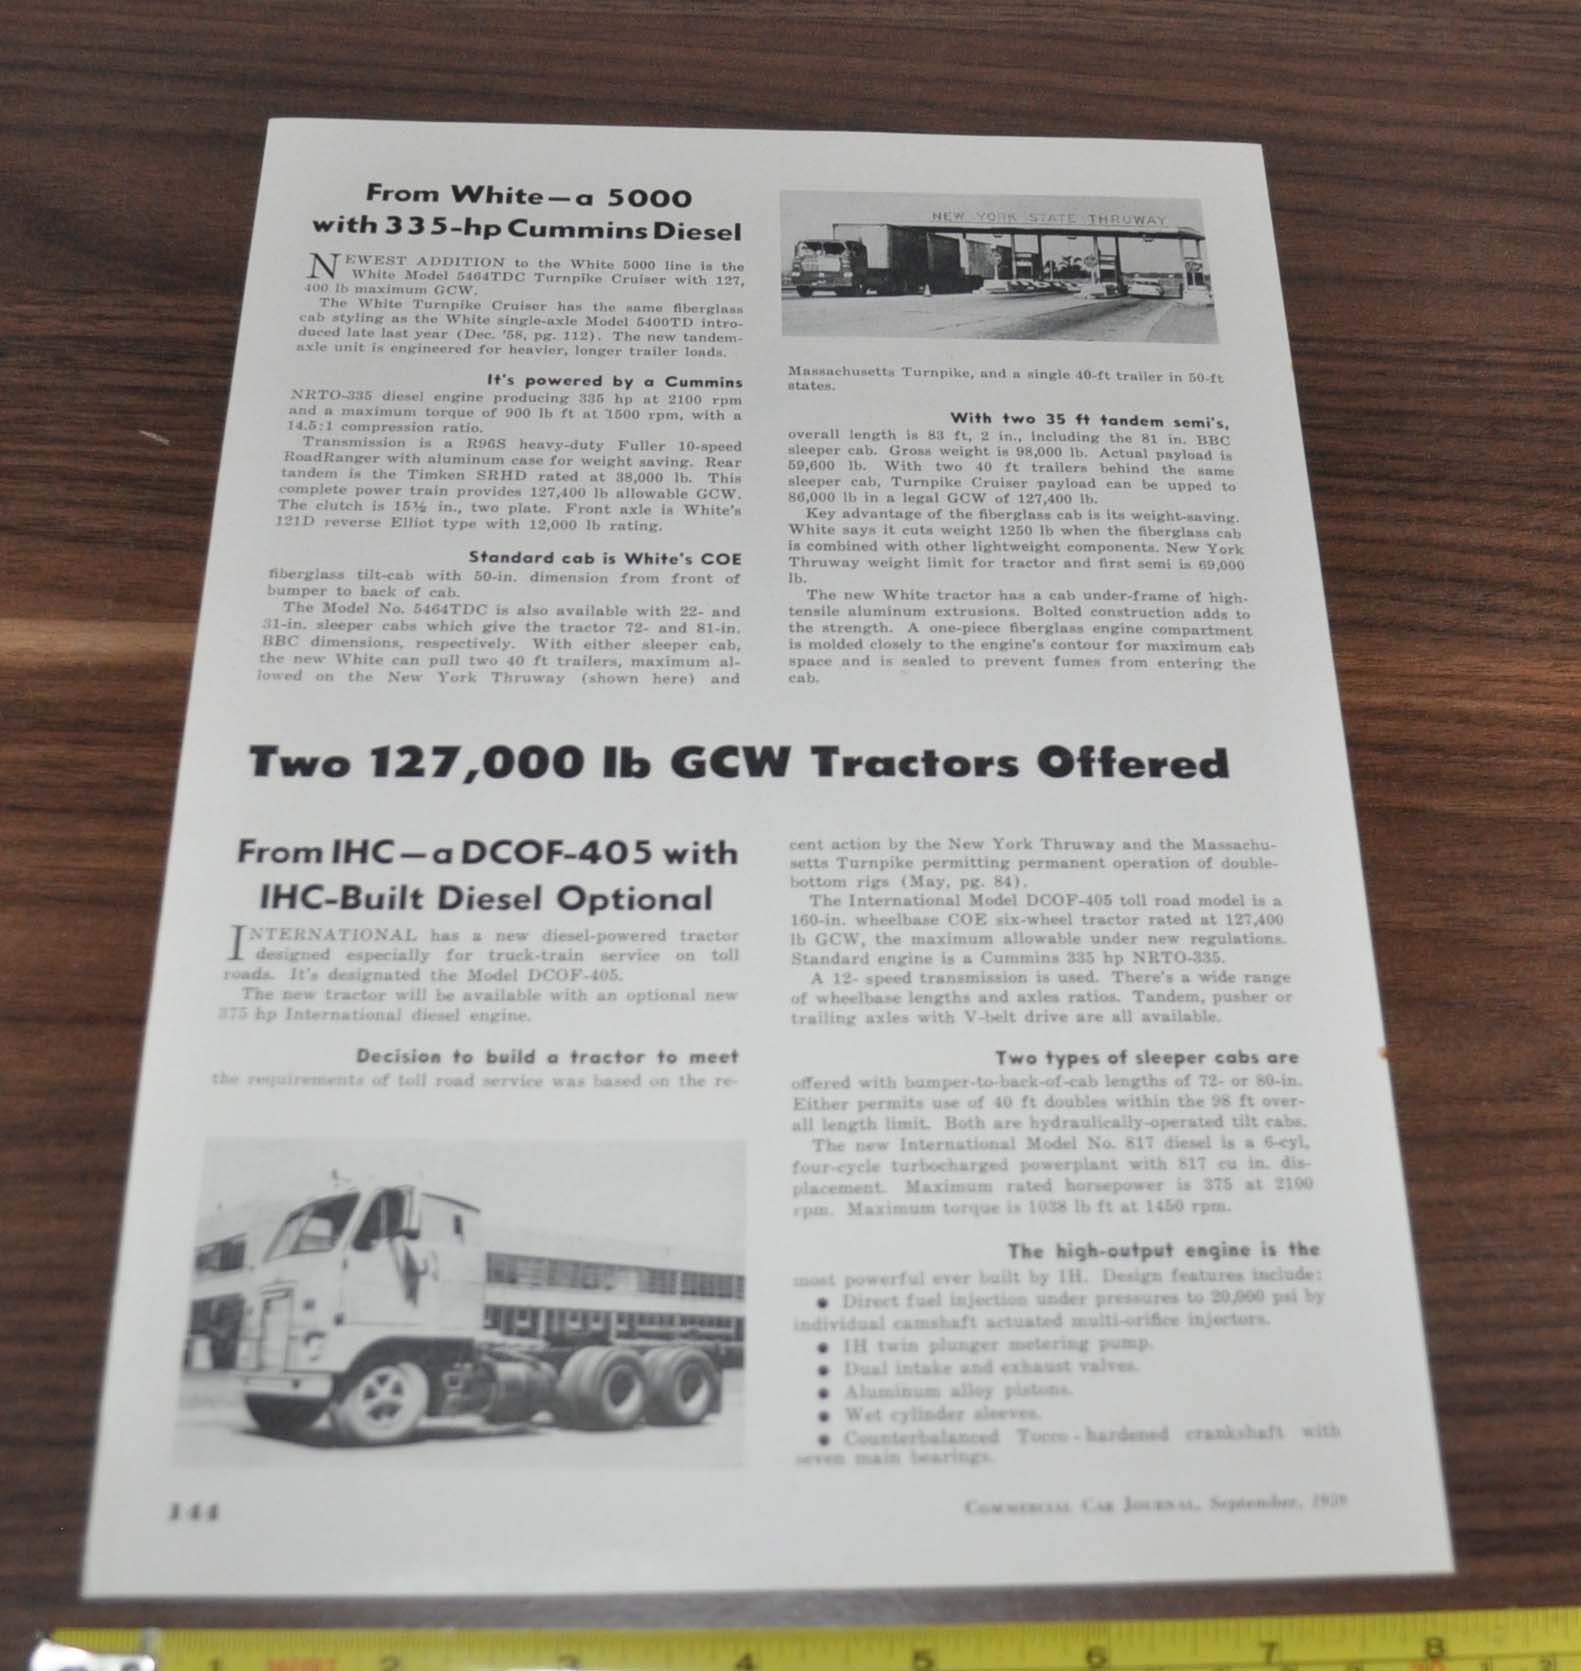 From White—a 5000
with 335-hp Cummins Diesel
NEWEST ADDITION to the White 5000 line is the
White Model 5464TDC Turnpike Cruiser with 127,
400 lb maximum GCW.
The White Turnpike Cruiser has the same fiberglass
cab styling as the White single-axle Model 5400TD intro-
duced late last year (Dec. '58, pg. 112). The new tandem-
axle unit is engineered for heavier, longer trailer loads.
It's powered by a Cummins
NRTO-335 diesel engine producing 335 hp at 2100 rpm
and a maximum torque of 900 lb ft at 1500 rpm, with a
14.5:1 compression ratio.
Transmission is a R96S heavy-duty Fuller 10-speed
RoadRanger with aluminum case for weight saving. Rear
tandem is the Timken SRHD rated at 38,000 lb. This
complete power train provides 127,400 lb allowable GCW.
The clutch is 15½ in., two plate. Front axle is White's
121D reverse Elliot type with 12,000 lb rating.
Standard cab is White's COE
fiberglass tilt-cab with 50-in. dimension from front of
bumper to back of cab.
The Model No. 5464TDC is also available with 22- and
31-in. sleeper cabs which give the tractor 72- and 81-in.
BBC dimensions, respectively. With either sleeper cab,
the new White can pull two 40 ft trailers, maximum al-
lowed on the New York Thruway (shown here) and
NEW YORK STATE THRUWAY
Massachusetts Turnpike, and a single 40-ft trailer in 50-ft
states.
With two 35 ft tandem semi's,
overall length is 83 ft, 2 in., including the 81 in. BBC
sleeper cab. Gross weight is 98,000 lb. Actual payload is
59,600 lb. With two 40 ft trailers behind the same
sleeper cab, Turnpike Cruiser payload can be upped to
86,000 lb in a legal GCW of 127,400 lb.
Key advantage of the fiberglass cab is its weight-saving.
White says it cuts weight 1250 lb when the fiberglass cab
is combined with other lightweight components. New York
Thruway weight limit for tractor and first semi is 69,000
lb.
The new White tractor has a cab under-frame of high-
tensile aluminum extrusions. Bolted construction adds to
the strength. A one-piece fiberglass engine compartment
is molded closely to the engine's contour for maximum cab
space and is sealed to prevent fumes from entering the
cab.
Two 127,000 lb GCW Tractors Offered
From IHC—a DCOF-405 with
IHC-Built Diesel Optional
INTERNATIONAL has a new diesel-powered tractor
designed especially for truck-train service on toll
roads. It's designated the Model DCOF-405.
The new tractor will be available with an optional new
375 hp International diesel engine.
Decision to build a tractor to meet
the requirements of toll road service was based on the re-
cent action by the New York Thruway and the Massachu-
setts Turnpike permitting permanent operation of double-
bottom rigs (May, pg. 84).
The International Model DCOF-405 toll road model is a
160-in. wheelbase COE six-wheel tractor rated at 127,400
lb GCW, the maximum allowable under new regulations.
Standard engine is a Cummins 335 hp NRTO-335.
A 12- speed transmission is used. There's a wide range
of wheelbase lengths and axles ratios. Tandem, pusher or
trailing axles with V-belt drive are all available.
Two types of sleeper cabs are
offered with bumper-to-back-of-cab lengths of 72- or 80-in.
Either permits use of 40 ft doubles within the 98 ft over-
all length limit. Both are hydraulically-operated tilt cabs.
The new International Model No. 817 diesel is a 6-cyl,
four-cycle turbocharged powerplant with 817 cu in. dis-
placement. Maximum rated horsepower is 375 at 2100
rpm. Maximum torque is 1038 lb ft at 1450 rpm.
The high-output engine is the
most powerful ever built by IH. Design features include:
● Direct fuel injection under pressures to 20,000 psi by
individual camshaft actuated multi-orifice injectors.
● IH twin plunger metering pump.
● Dual intake and exhaust valves.
● Aluminum alloy pistons.
● Wet cylinder sleeves.
● Counterbalanced Tocco-hardened crankshaft with
seven main bearings.
144
COMMERCIAL CAR JOURNAL, September, 1959
1 2 3 4 5 6 7 8
1 2